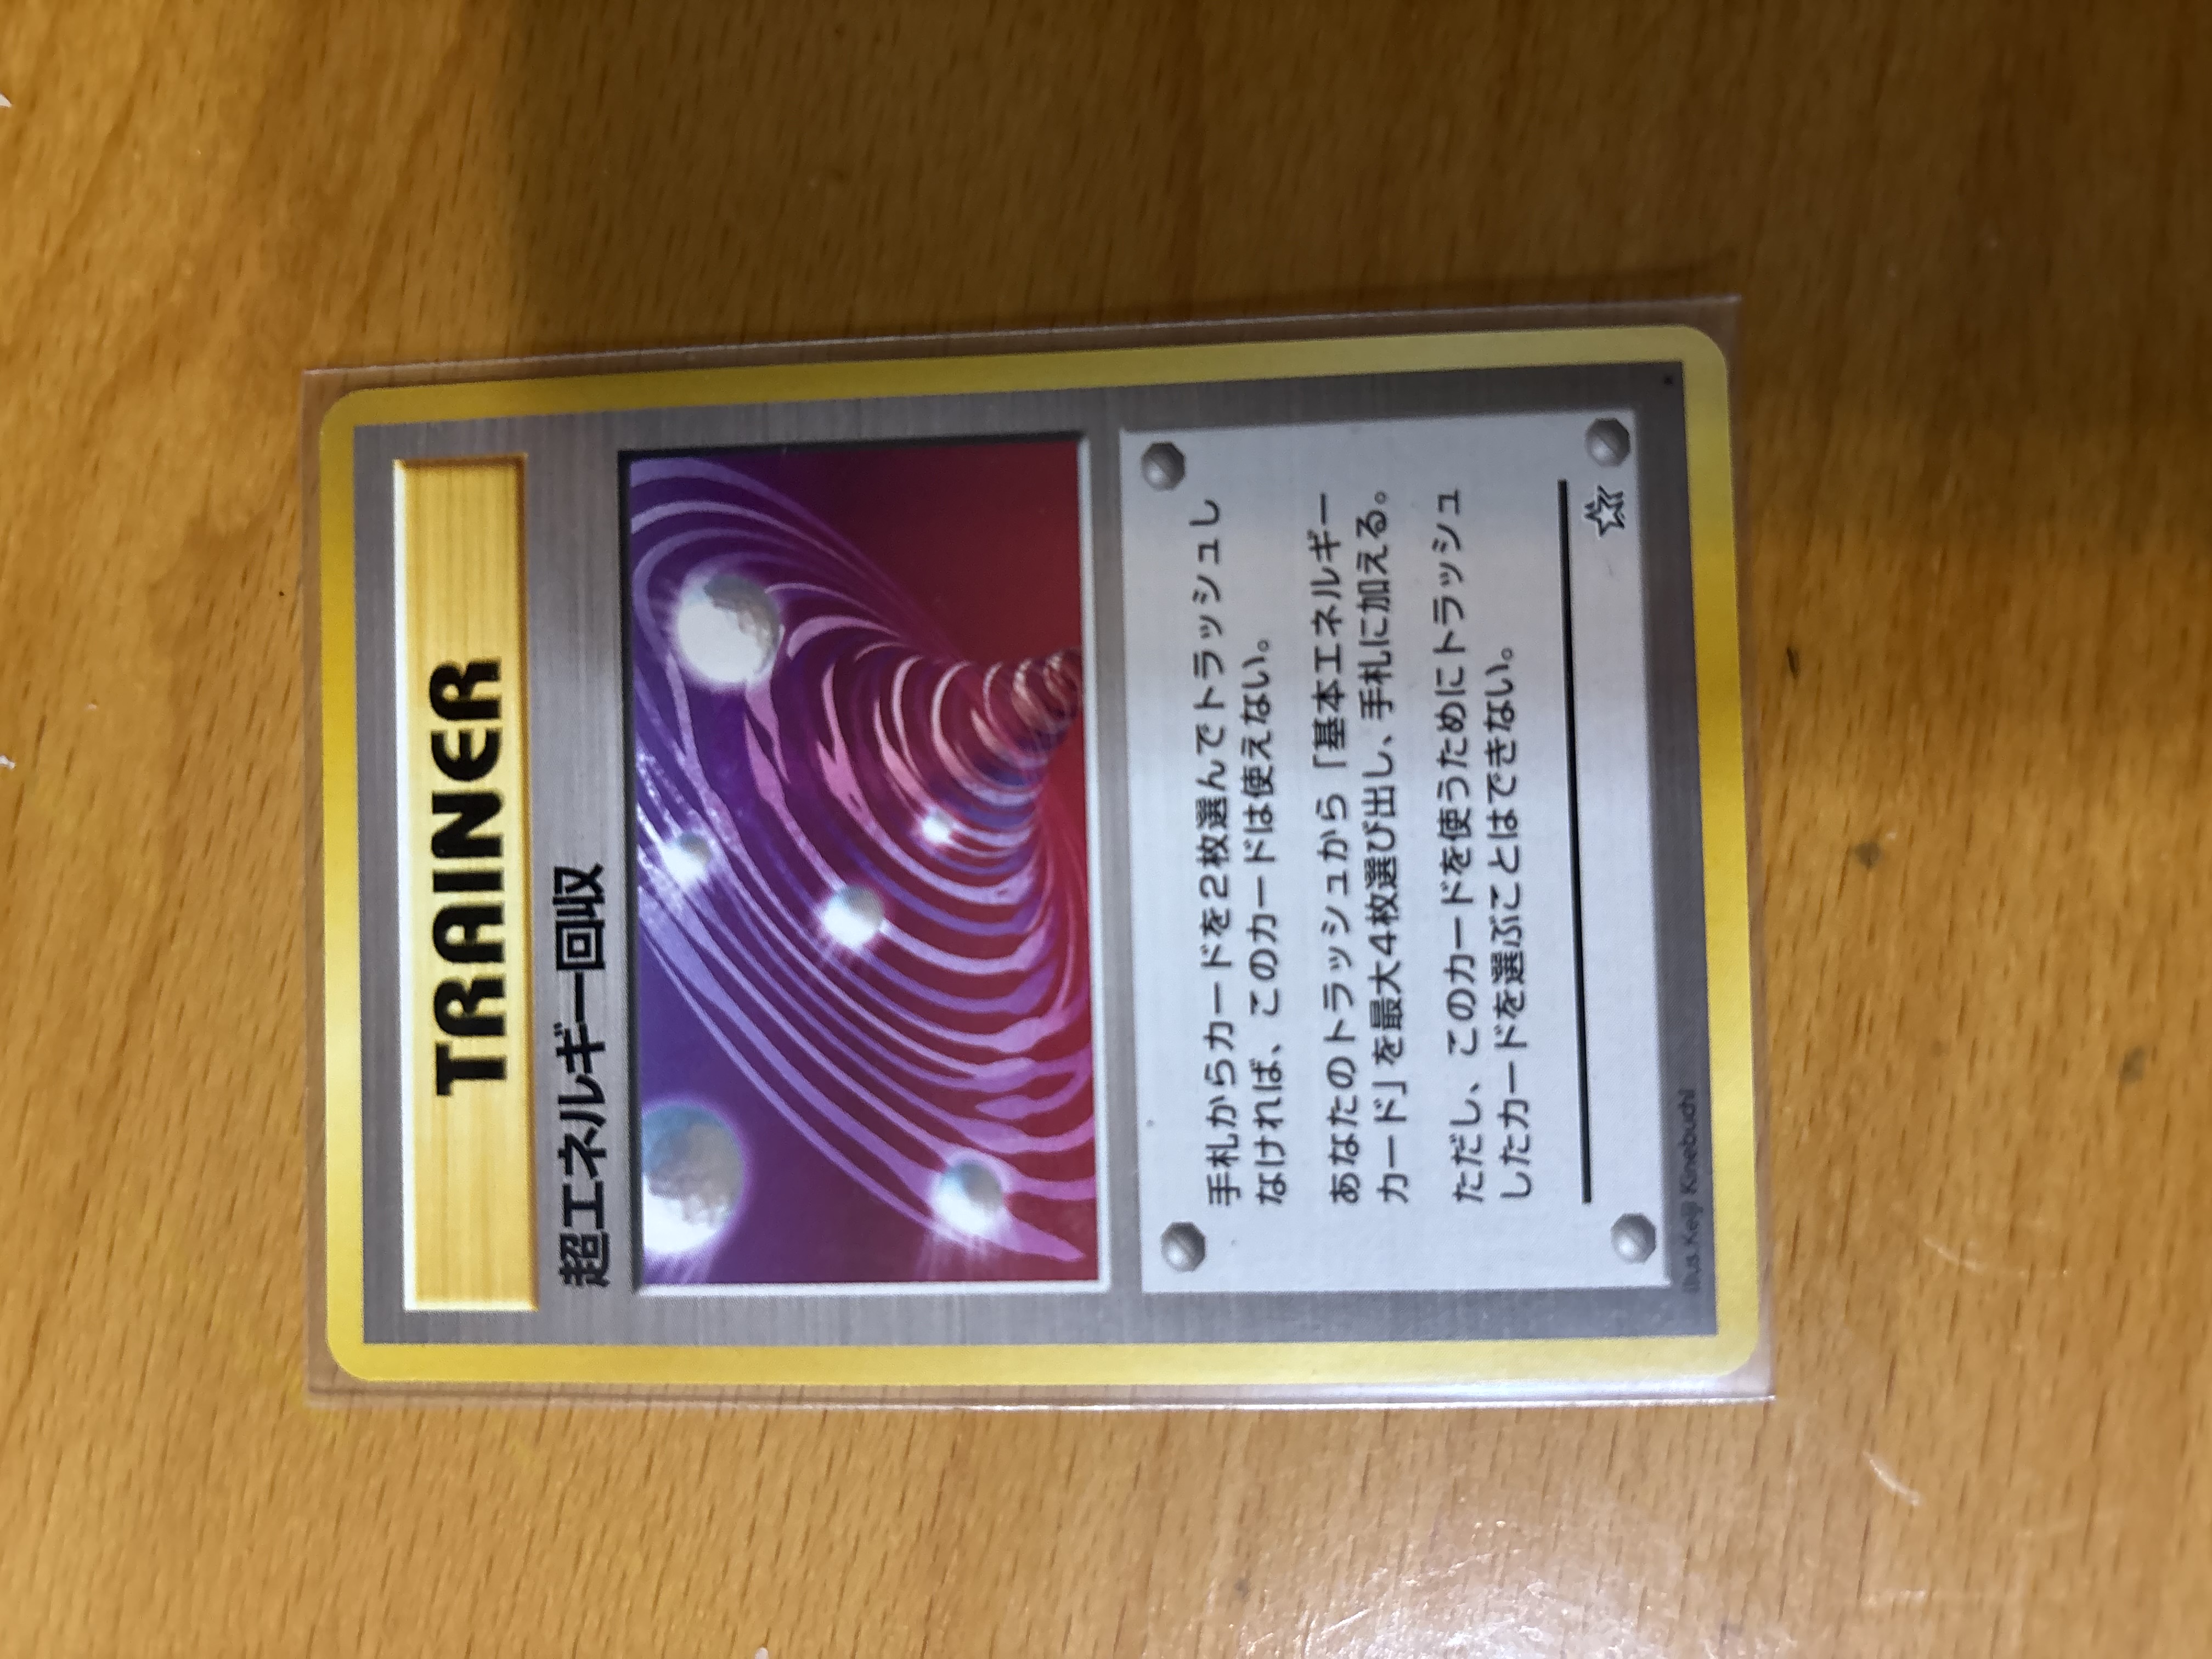 TRAINER
超エネルギー回収
手札からカードを2枚選んでトラッシュし
なければ、このカードは使えない。
あなたのトラッシュから「基本エネルギー
カード」を最大4枚選び出し、手札に加える。
ただし、このカードを使うためにトラッシュ
したカードを選ぶことはできない。
Illus.Keiji Kinebuchi